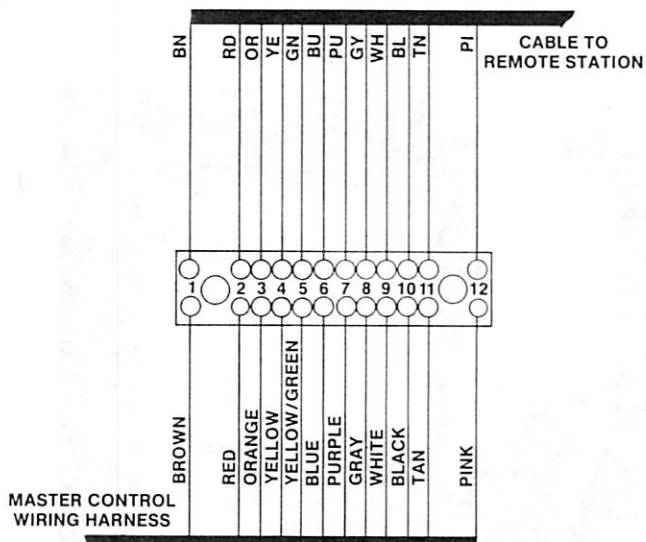 BN RD OR YE GN BU PU GY WH BL TN PI
CABLE TO
REMOTE STATION
1 2 3 4 5 6 7 8 9 10 11 12
BROWN RED ORANGE YELLOW YELLOW/GREEN BLUE PURPLE GRAY WHITE BLACK TAN PINK
MASTER CONTROL
WIRING HARNESS